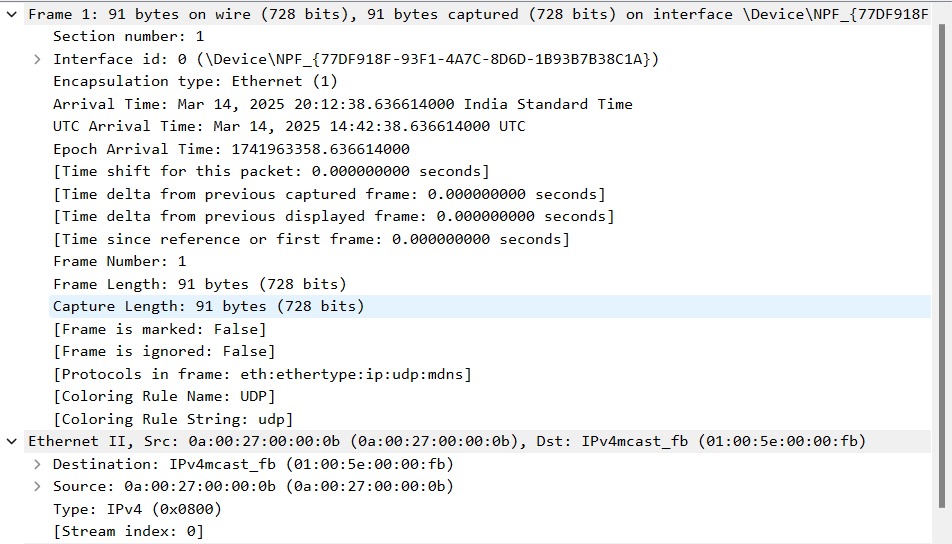 Frame 1: 91 bytes on wire (728 bits), 91 bytes captured (728 bits) on interface \Device\NPF_{77DF918F
Section number: 1
Interface id: 0 (\Device\NPF_{77DF918F-93F1-4A7C-8D6D-1B93B7B38C1A})
Encapsulation type: Ethernet (1)
Arrival Time: Mar 14, 2025 20:12:38.636614000 India Standard Time
UTC Arrival Time: Mar 14, 2025 14:42:38.636614000 UTC
Epoch Arrival Time: 1741963358.636614000
[Time shift for this packet: 0.000000000 seconds]
[Time delta from previous captured frame: 0.000000000 seconds]
[Time delta from previous displayed frame: 0.000000000 seconds]
[Time since reference or first frame: 0.000000000 seconds]
Frame Number: 1
Frame Length: 91 bytes (728 bits)
Capture Length: 91 bytes (728 bits)
[Frame is marked: False]
[Frame is ignored: False]
[Protocols in frame: eth:ethertype:ip:udp:mdns]
[Coloring Rule Name: UDP]
[Coloring Rule String: udp]
Ethernet II, Src: 0a:00:27:00:00:0b (0a:00:27:00:00:0b), Dst: IPv4mcast_fb (01:00:5e:00:00:fb)
Destination: IPv4mcast_fb (01:00:5e:00:00:fb)
Source: 0a:00:27:00:00:0b (0a:00:27:00:00:0b)
Type: IPv4 (0x0800)
[Stream index: 0]